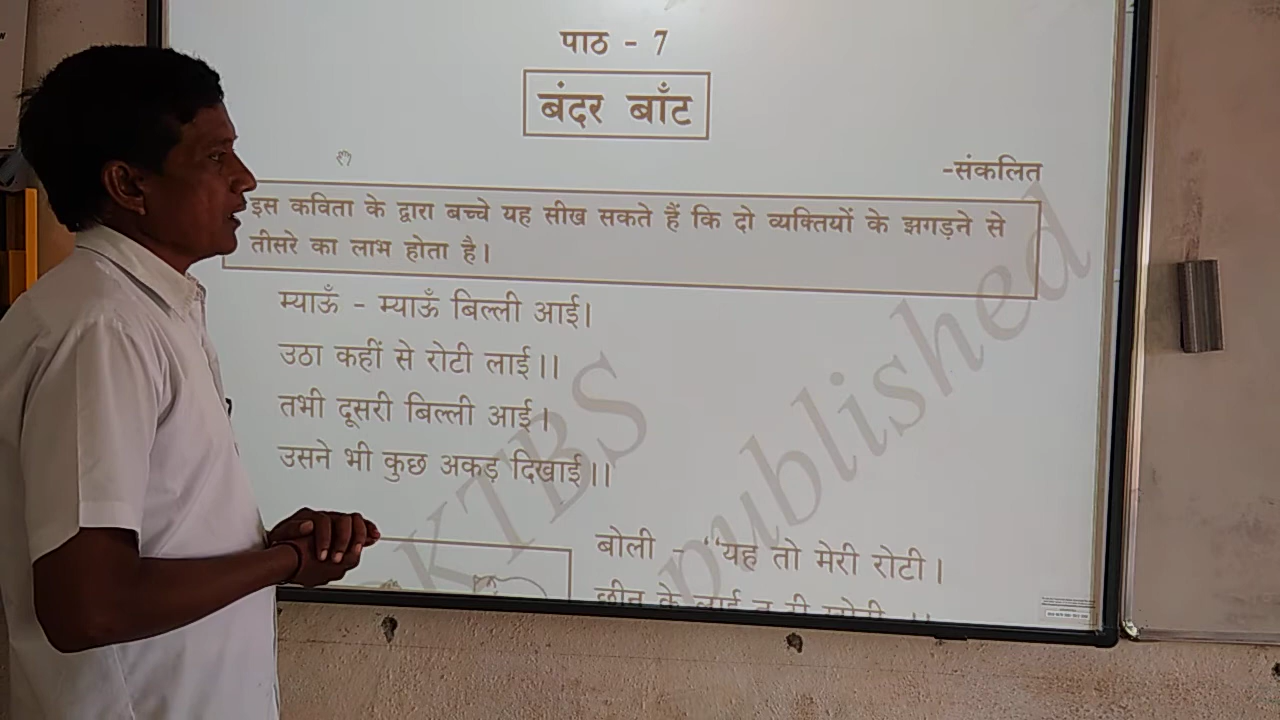 पाठ - 7
बंदर बाँट
-संकलित
इस कविता के द्वारा बच्चे यह सीख सकते हैं कि दो व्यक्तियों के झगड़ने से
तीसरे का लाभ होता है।
म्याऊँ - म्याऊँ बिल्ली आई।
उठा कहीं से रोटी लाई।।
तभी दूसरी बिल्ली आई।
उसने भी कुछ अकड़ दिखाई।।
बोली - “यह तो मेरी रोटी।
छीन के लाई
KTBS
published